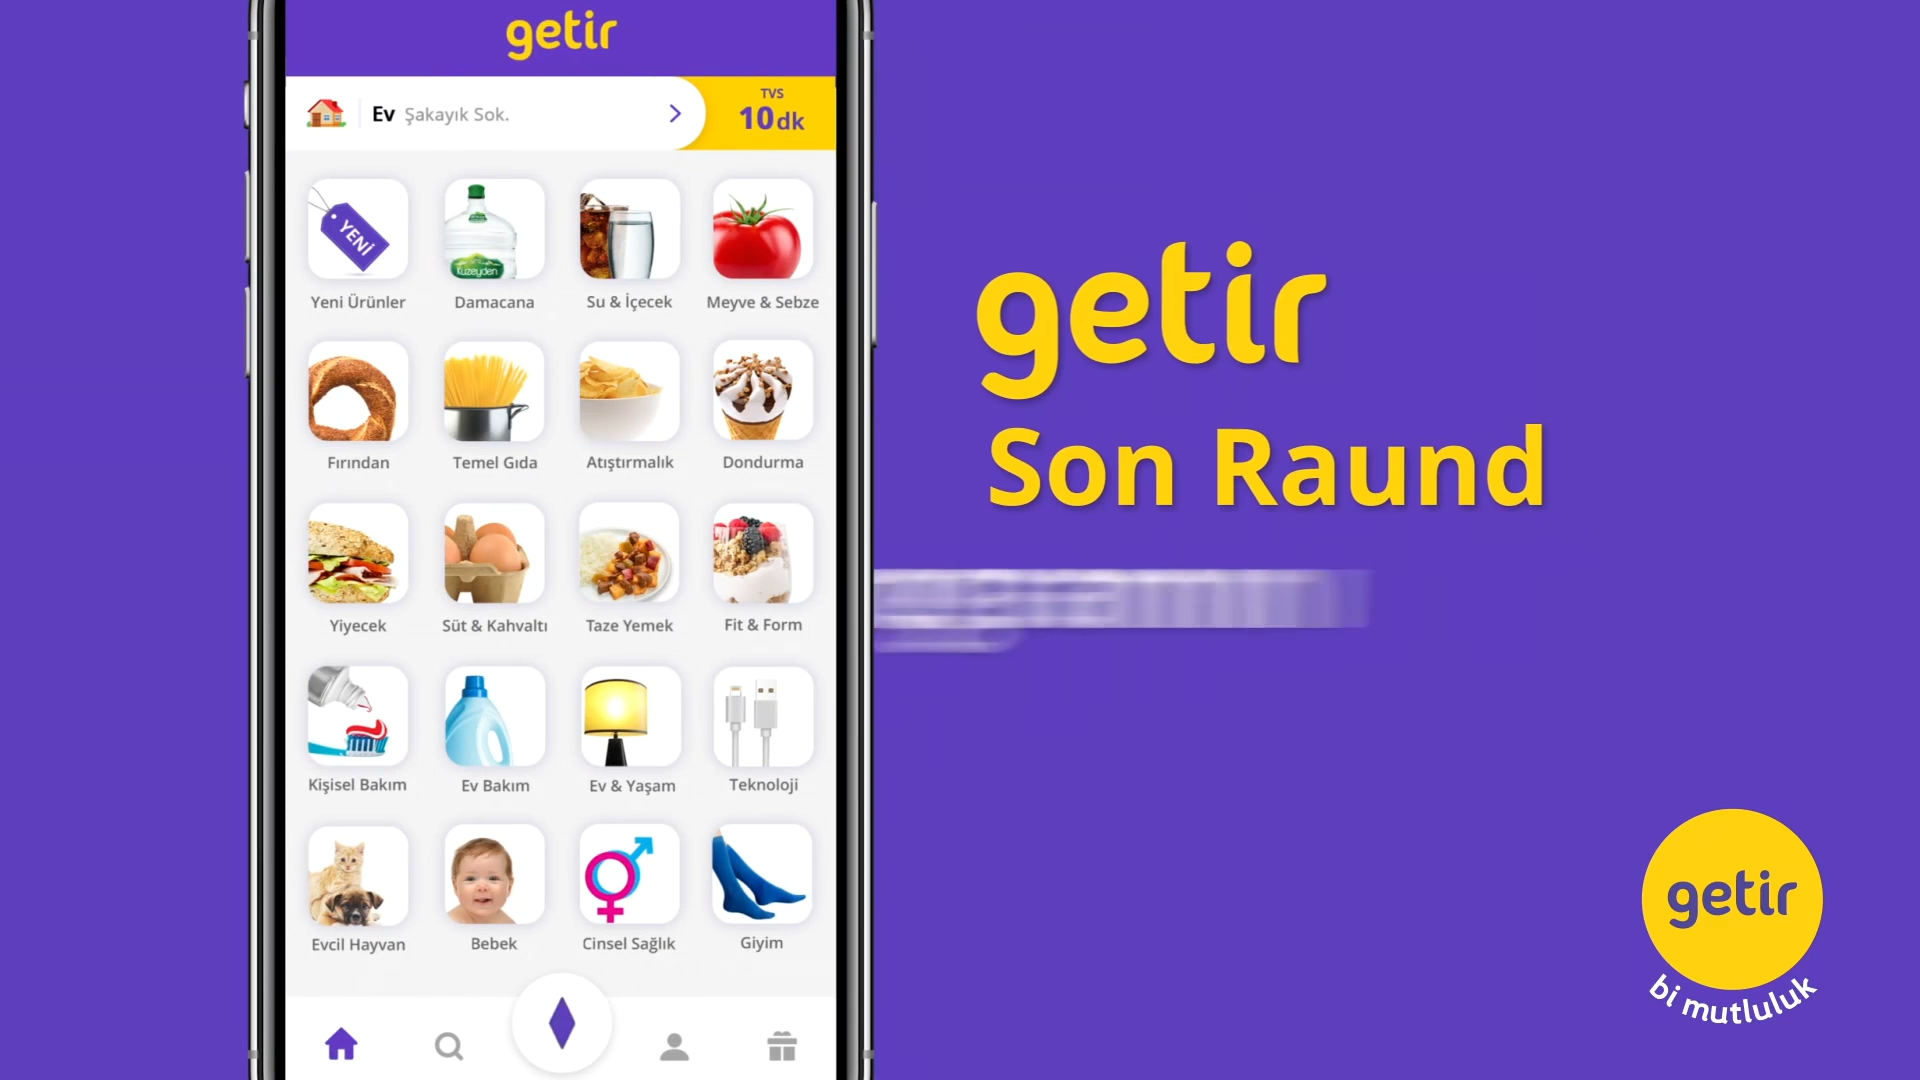 getir
Ev Şakayık Sok.
TVS
10dk
YENİ
Kuzeyden
Yeni Ürünler
Damacana
Su & İçecek
Meyve & Sebze
Fırından
Temel Gıda
Atıştırmalık
Dondurma
Yiyecek
Süt & Kahvaltı
Taze Yemek
Fit & Form
Kişisel Bakım
Ev Bakım
Ev & Yaşam
Teknoloji
Evcil Hayvan
Bebek
Cinsel Sağlık
Giyim
getir
Son Raund
getir
bi mutluluk